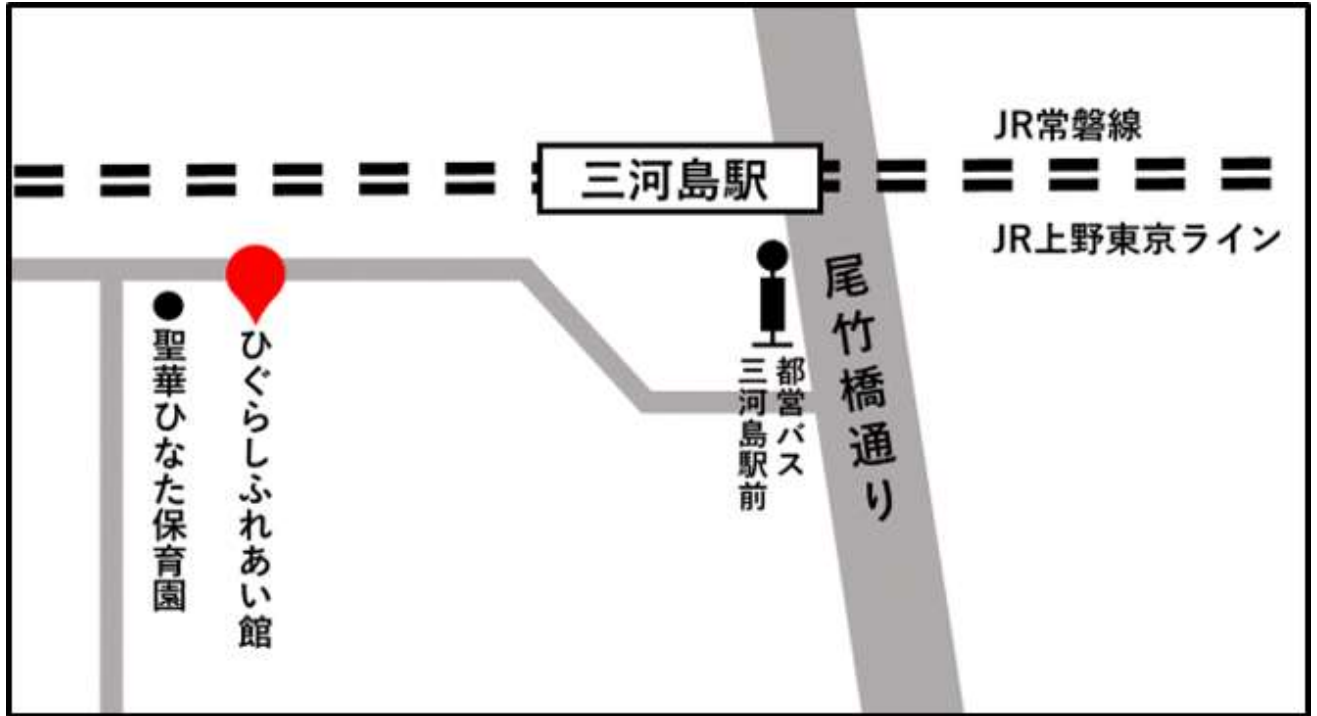 JR常磐線
三河島駅
JR上野東京ライン
尾竹橋通り
都営バス
三河島駅前
ひぐらしふれあい館
聖華ひなた保育園